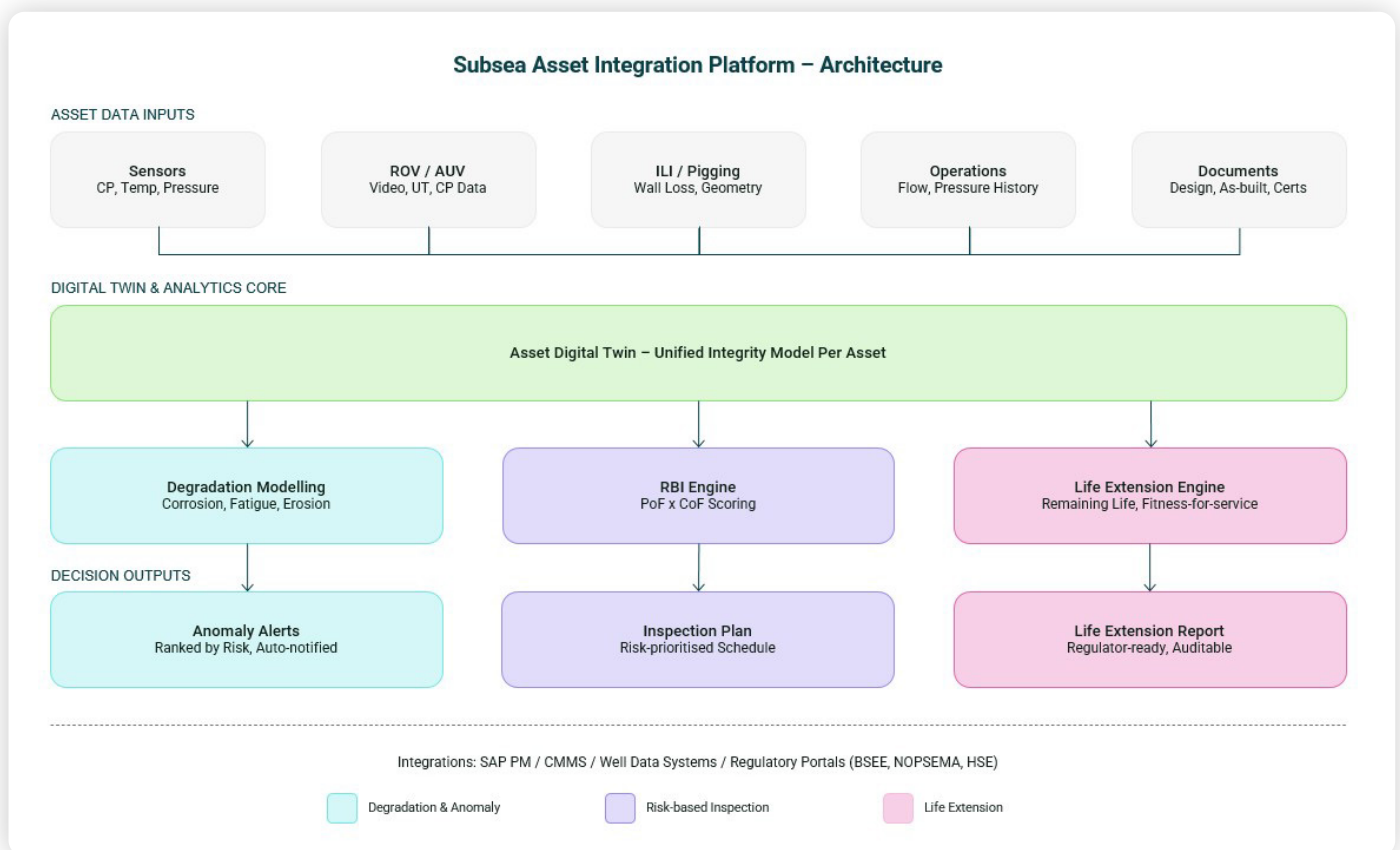 Subsea Asset Integration Platform – Architecture
ASSET DATA INPUTS
Sensors
CP, Temp, Pressure
ROV / AUV
Video, UT, CP Data
ILI / Pigging
Wall Loss, Geometry
Operations
Flow, Pressure History
Documents
Design, As-built, Certs
DIGITAL TWIN & ANALYTICS CORE
Asset Digital Twin – Unified Integrity Model Per Asset
Degradation Modelling
Corrosion, Fatigue, Erosion
RBI Engine
PoF x CoF Scoring
Life Extension Engine
Remaining Life, Fitness-for-service
DECISION OUTPUTS
Anomaly Alerts
Ranked by Risk, Auto-notified
Inspection Plan
Risk-prioritised Schedule
Life Extension Report
Regulator-ready, Auditable
Integrations: SAP PM / CMMS / Well Data Systems / Regulatory Portals (BSEE, NOPSEMA, HSE)
Degradation & Anomaly
Risk-based Inspection
Life Extension